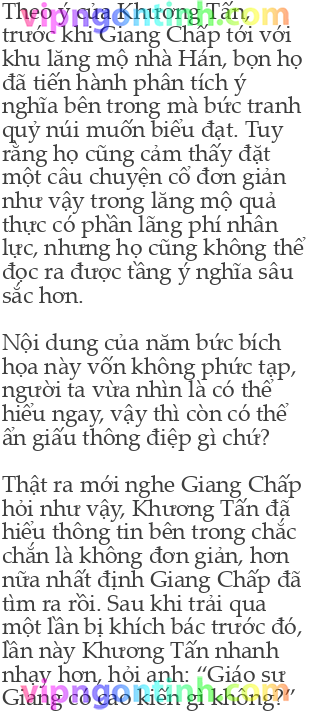 Theo ý của Khương Tấn,
trước khi Giang Chấp tới với
khu lăng mộ nhà Hán, bọn họ
đã tiến hành phân tích ý
nghĩa bên trong mà bức tranh
quỷ núi muốn biểu đạt. Tuy
rằng họ cũng cảm thấy đặt
một câu chuyện cổ đơn giản
như vậy trong lăng mộ quả
thực có phần lãng phí nhân
lực, nhưng họ cũng không thể
đọc ra được tầng ý nghĩa sâu
sắc hơn.
Nội dung của năm bức bích
họa này vốn không phức tạp,
người ta vừa nhìn là có thể
hiểu ngay, vậy thì còn có thể
ẩn giấu thông điệp gì chứ?
Thật ra mới nghe Giang Chấp
hỏi như vậy, Khương Tấn đã
hiểu thông tin bên trong chắc
chắn là không đơn giản, hơn
nữa nhất định Giang Chấp đã
tìm ra rồi. Sau khi trải qua
một lần bị khích bác trước đó,
lần này Khương Tấn nhanh
nhạy hơn, hỏi anh: “Giáo sư
Giang có cao kiến gì không?”
vipngontinh.com
vipngontinh.com